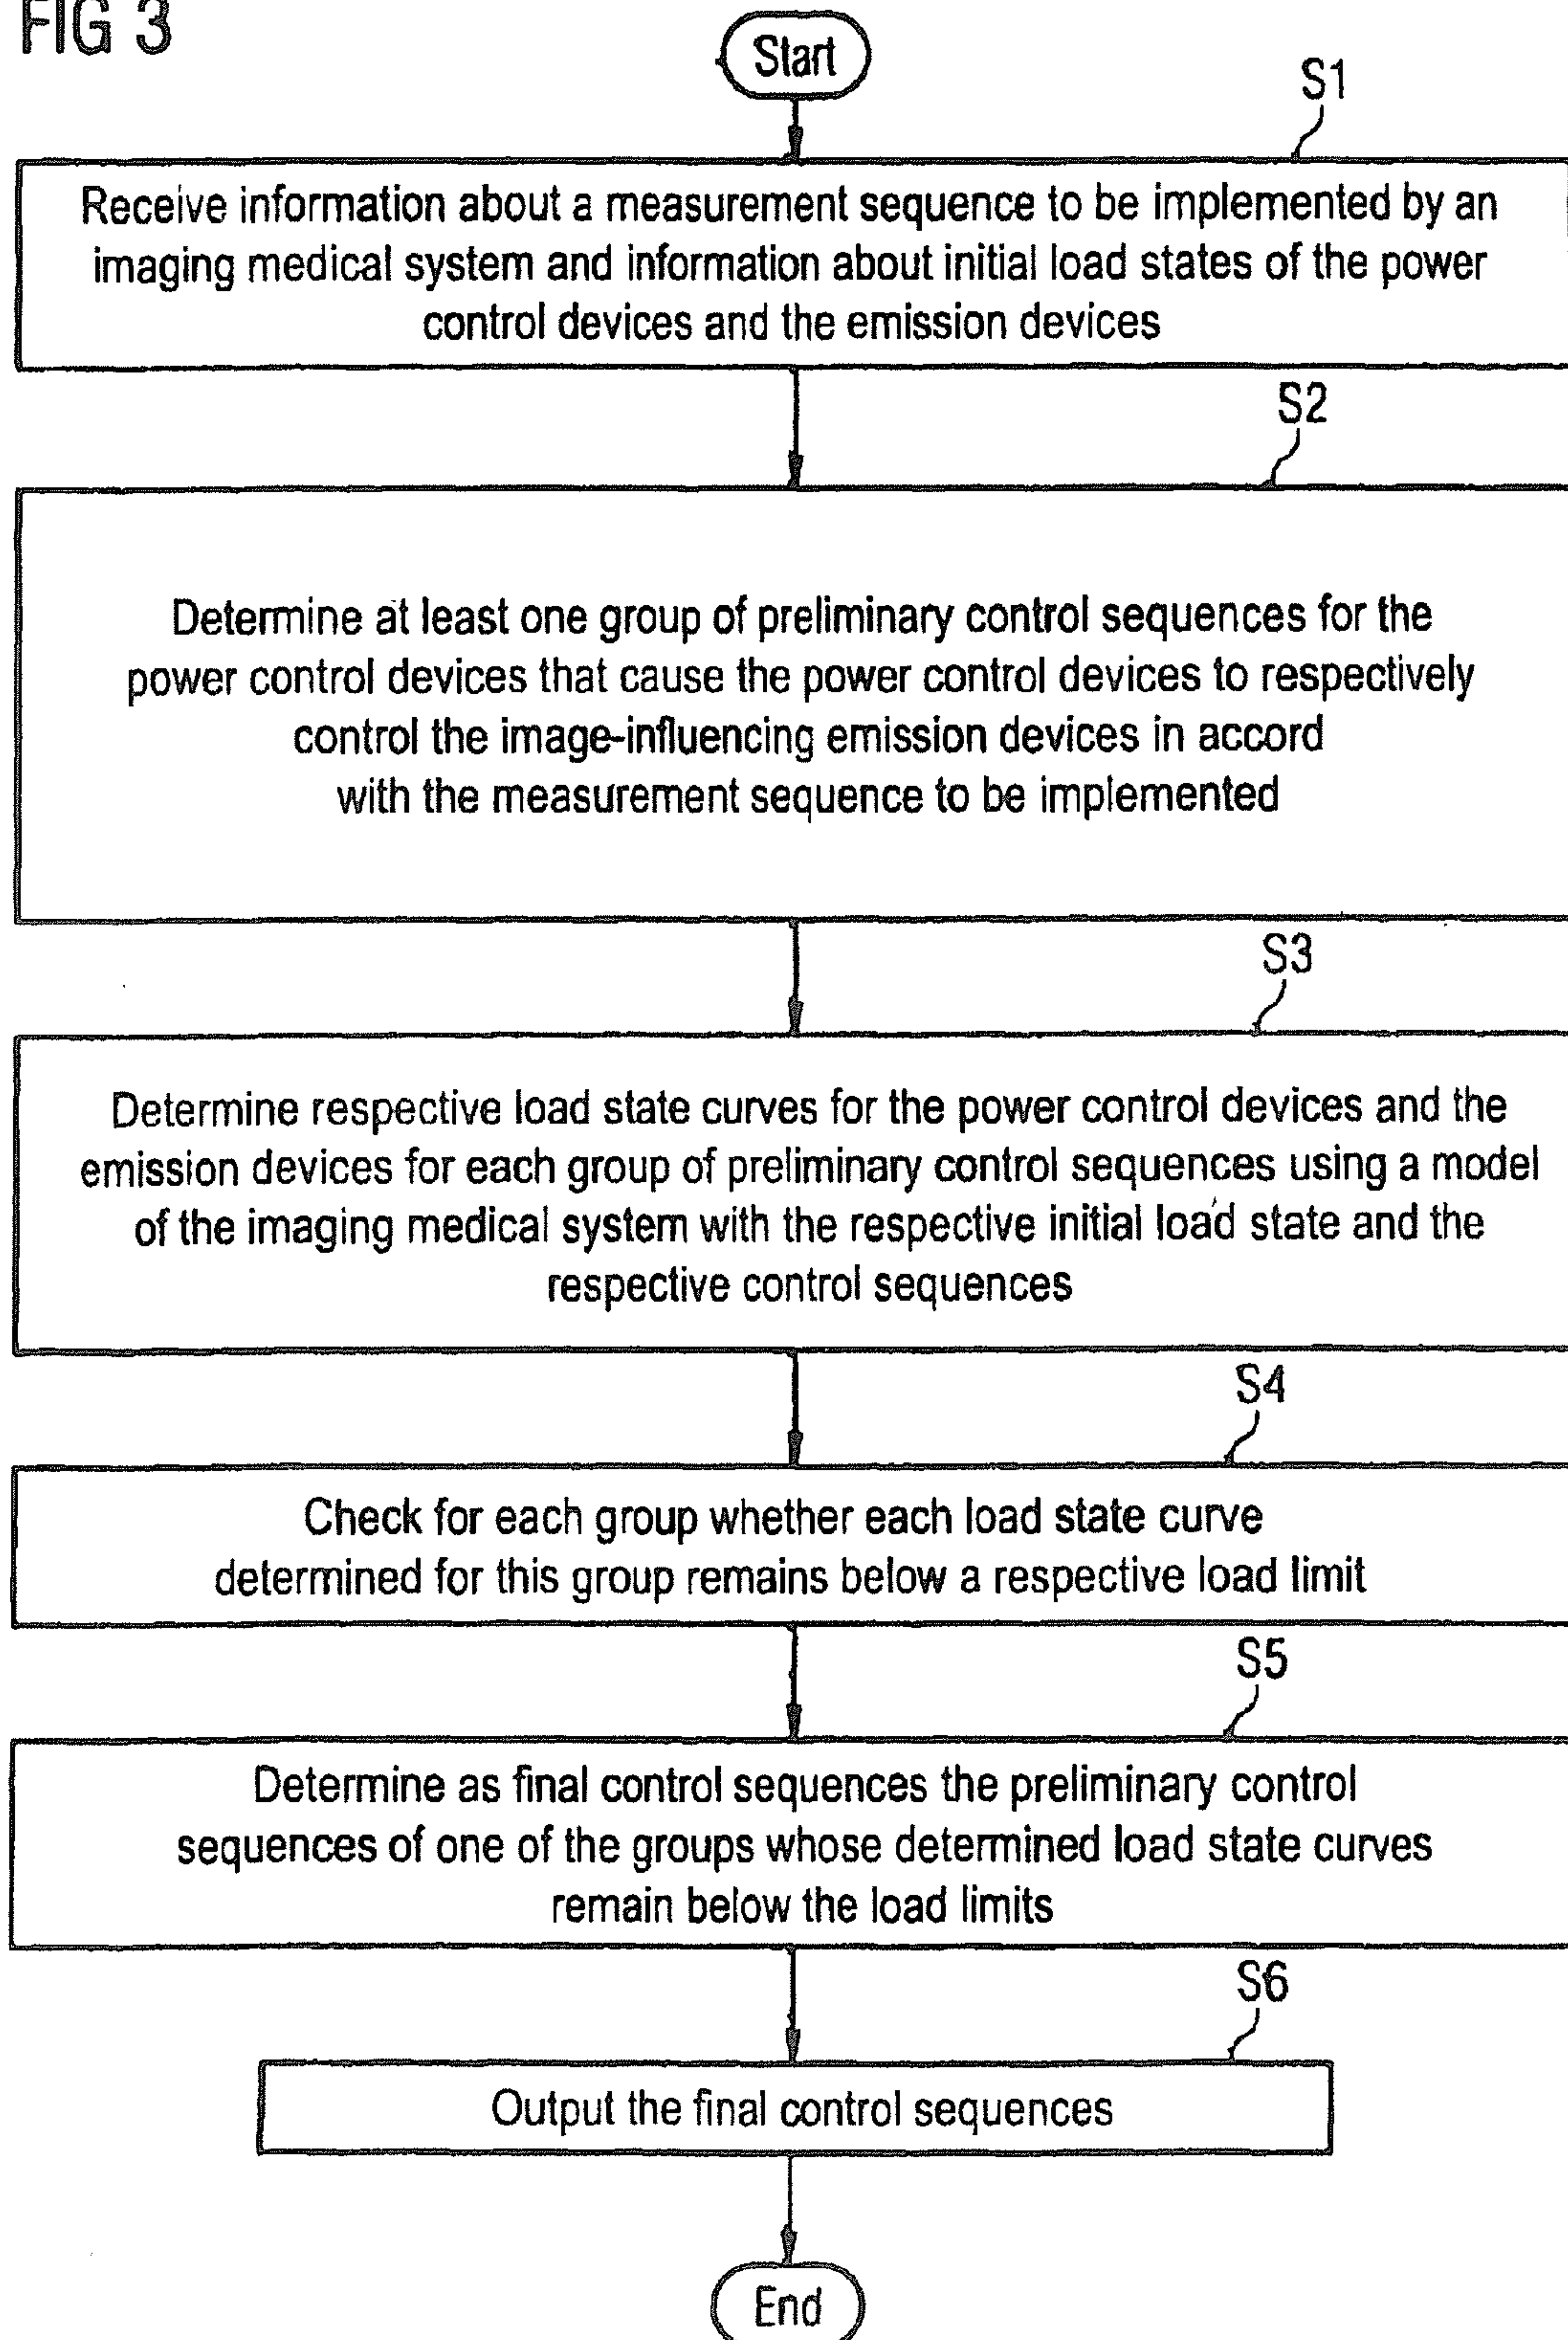 FIG 3
Start
S1
Receive information about a measurement sequence to be implemented by an
imaging medical system and information about initial load states of the power
control devices and the emission devices
S2
Determine at least one group of preliminary control sequences for the
power control devices that cause the power control devices to respectively
control the image-influencing emission devices in accord
with the measurement sequence to be implemented
S3
Determine respective load state curves for the power control devices and the
emission devices for each group of preliminary control sequences using a model
of the imaging medical system with the respective initial load state and the
respective control sequences
S4
Check for each group whether each load state curve
determined for this group remains below a respective load limit
S5
Determine as final control sequences the preliminary control
sequences of one of the groups whose determined load state curves
remain below the load limits
S6
Output the final control sequences
End